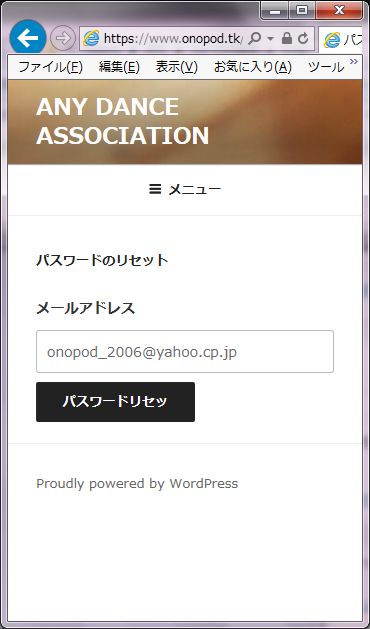 https://www.onopod.tk/
ファイル(F) 編集(E) 表示(V) お気に入り(A) ツール »
ANY DANCE
ASSOCIATION
メニュー
パスワードのリセット
メールアドレス
onopod_2006@yahoo.cp.jp
パスワードリセッ
Proudly powered by WordPress